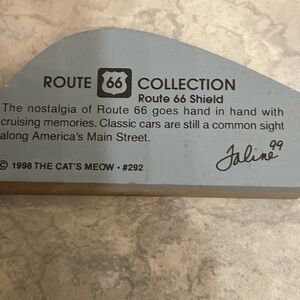 ROUTE 66 COLLECTION
Route 66 Shield
The nostalgia of Route 66 goes hand in hand with
cruising memories. Classic cars are still a common sight
along America's Main Street.
© 1998 THE CAT'S MEOW • #292
Faline 99